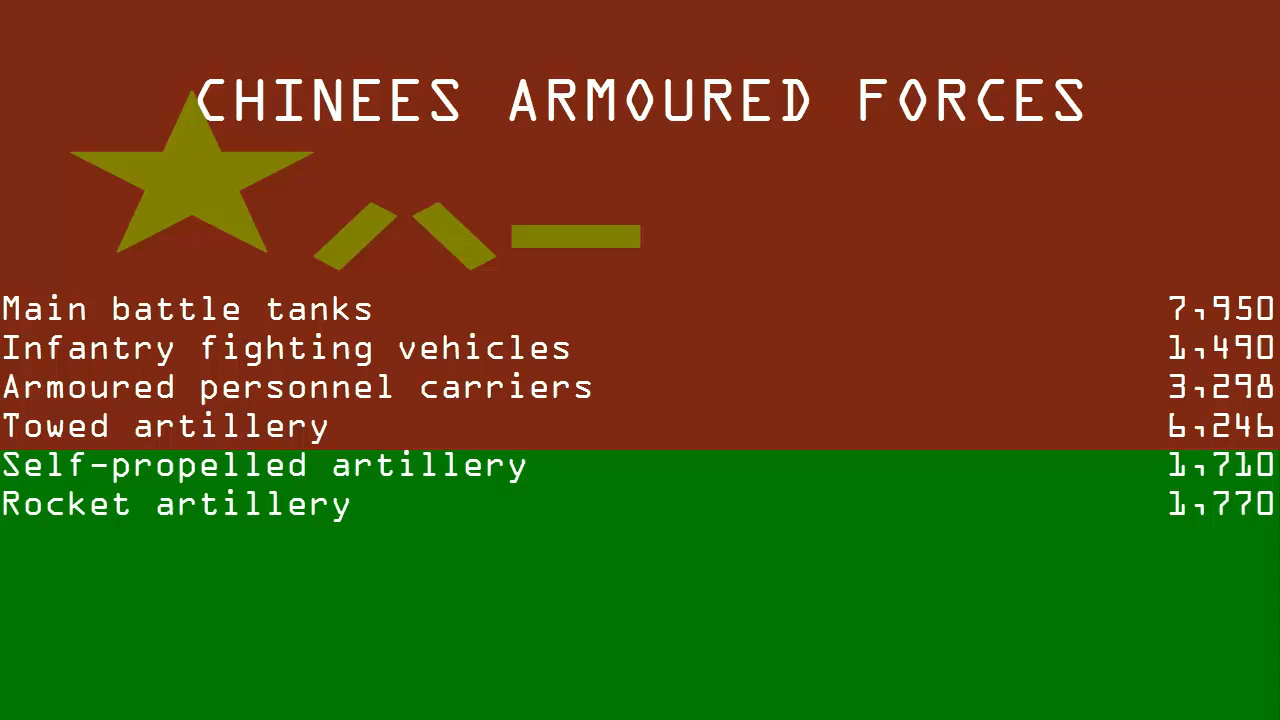 CHINEES ARMOURED FORCES
Main battle tanks 7,950
Infantry fighting vehicles 1,490
Armoured personnel carriers 3,298
Towed artillery 6,246
Self-propelled artillery 1,710
Rocket artillery 1,770